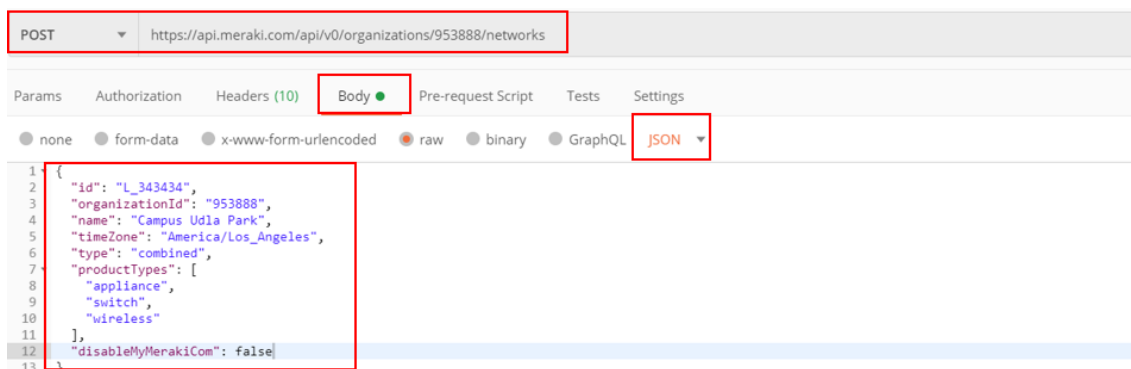 POST https://api.meraki.com/api/v0/organizations/953888/networks
Params Authorization Headers (10) Body Pre-request Script Tests Settings
none form-data x-www-form-urlencoded raw binary GraphQL JSON
1 {
2 "id": "L_343434",
3 "organizationId": "953888",
4 "name": "Campus Udla Park",
5 "timeZone": "America/Los_Angeles",
6 "type": "combined",
7 "productTypes": [
8 "appliance",
9 "switch",
10 "wireless"
11 ],
12 "disableMyMerakiCom": false
13 }